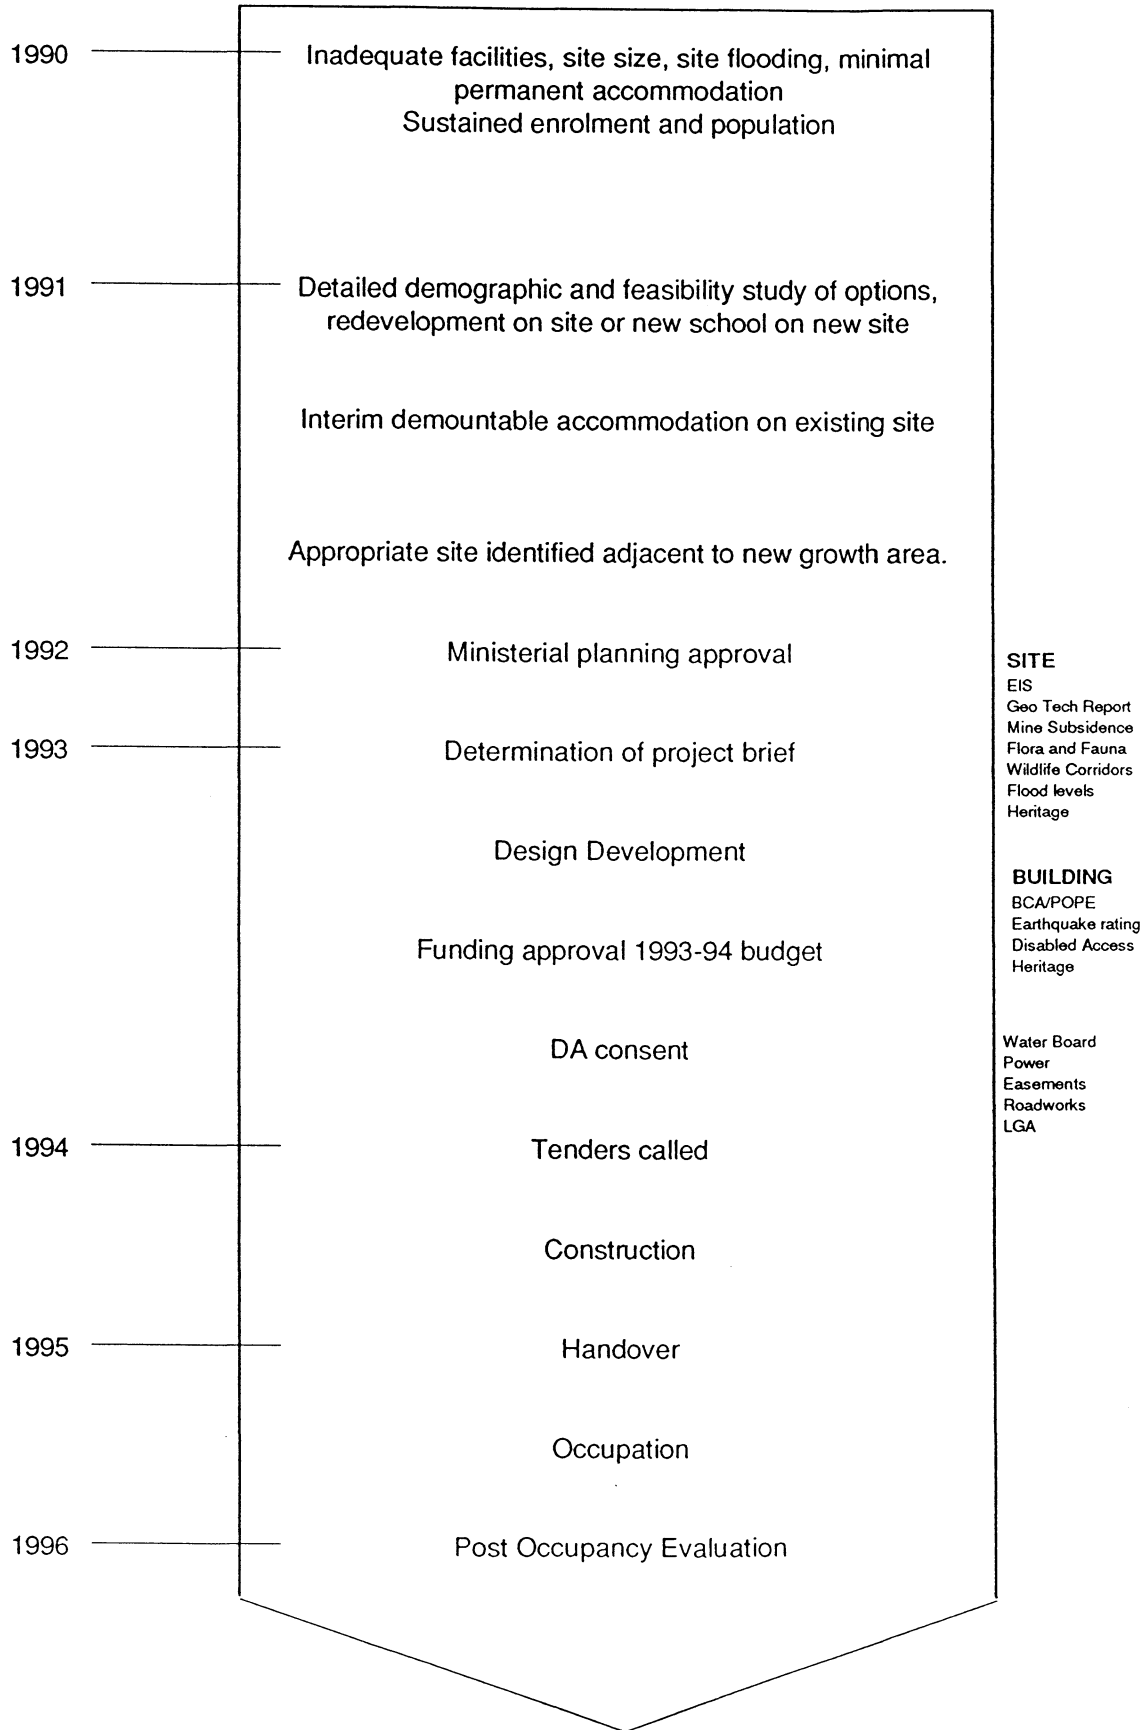 1990
Inadequate facilities, site size, site flooding, minimal
permanent accommodation
Sustained enrolment and population
1991
Detailed demographic and feasibility study of options,
redevelopment on site or new school on new site
Interim demountable accommodation on existing site
Appropriate site identified adjacent to new growth area.
1992
Ministerial planning approval
1993
Determination of project brief
Design Development
Funding approval 1993-94 budget
DA consent
1994
Tenders called
Construction
1995
Handover
Occupation
1996
Post Occupancy Evaluation
SITE
EIS
Geo Tech Report
Mine Subsidence
Flora and Fauna
Wildlife Corridors
Flood levels
Heritage
BUILDING
BCA/POPE
Earthquake rating
Disabled Access
Heritage
Water Board
Power
Easements
Roadworks
LGA